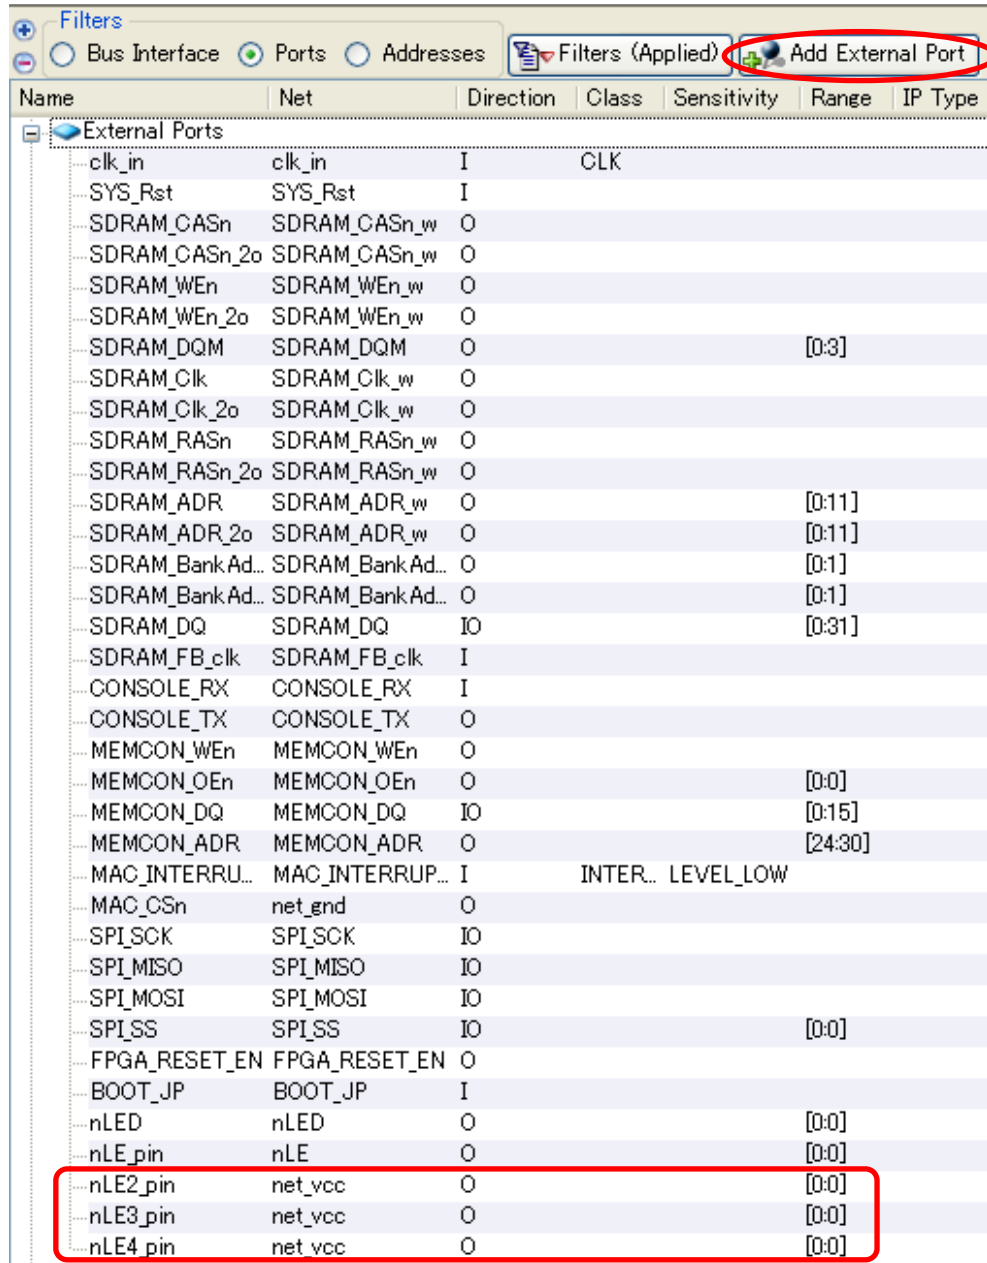 Filters
Bus Interface Ports Addresses Filters (Applied) Add External Port
Name Net Direction Class Sensitivity Range IP Type
External Ports
clk_in clk_in I CLK
SYS_Rst SYS_Rst I
SDRAM_CASn SDRAM_CASn_w O
SDRAM_CASn_2o SDRAM_CASn_w O
SDRAM_WEn SDRAM_WEn_w O
SDRAM_WEn_2o SDRAM_WEn_w O
SDRAM_DQM SDRAM_DQM O [0:3]
SDRAM_Clk SDRAM_Clk_w O
SDRAM_Clk_2o SDRAM_Clk_w O
SDRAM_RASn SDRAM_RASn_w O
SDRAM_RASn_2o SDRAM_RASn_w O
SDRAM_ADR SDRAM_ADR_w O [0:11]
SDRAM_ADR_2o SDRAM_ADR_w O [0:11]
SDRAM_BankAd... SDRAM_BankAd... O [0:1]
SDRAM_BankAd... SDRAM_BankAd... O [0:1]
SDRAM_DQ SDRAM_DQ IO [0:31]
SDRAM_FB_clk SDRAM_FB_clk I
CONSOLE_RX CONSOLE_RX I
CONSOLE_TX CONSOLE_TX O
MEMCON_WEn MEMCON_WEn O
MEMCON_OEn MEMCON_OEn O [0:0]
MEMCON_DQ MEMCON_DQ IO [0:15]
MEMCON_ADR MEMCON_ADR O [24:30]
MAC_INTERRU... MAC_INTERRUP... I INTER... LEVEL_LOW
MAC_CSn net_gnd O
SPI_SCK SPI_SCK IO
SPI_MISO SPI_MISO IO
SPI_MOSI SPI_MOSI IO
SPI_SS SPI_SS IO [0:0]
FPGA_RESET_EN FPGA_RESET_EN O
BOOT_JP BOOT_JP I
nLED nLED O [0:0]
nLE_pin nLE O [0:0]
nLE2_pin net_vcc O [0:0]
nLE3_pin net_vcc O [0:0]
nLE4_pin net_vcc O [0:0]